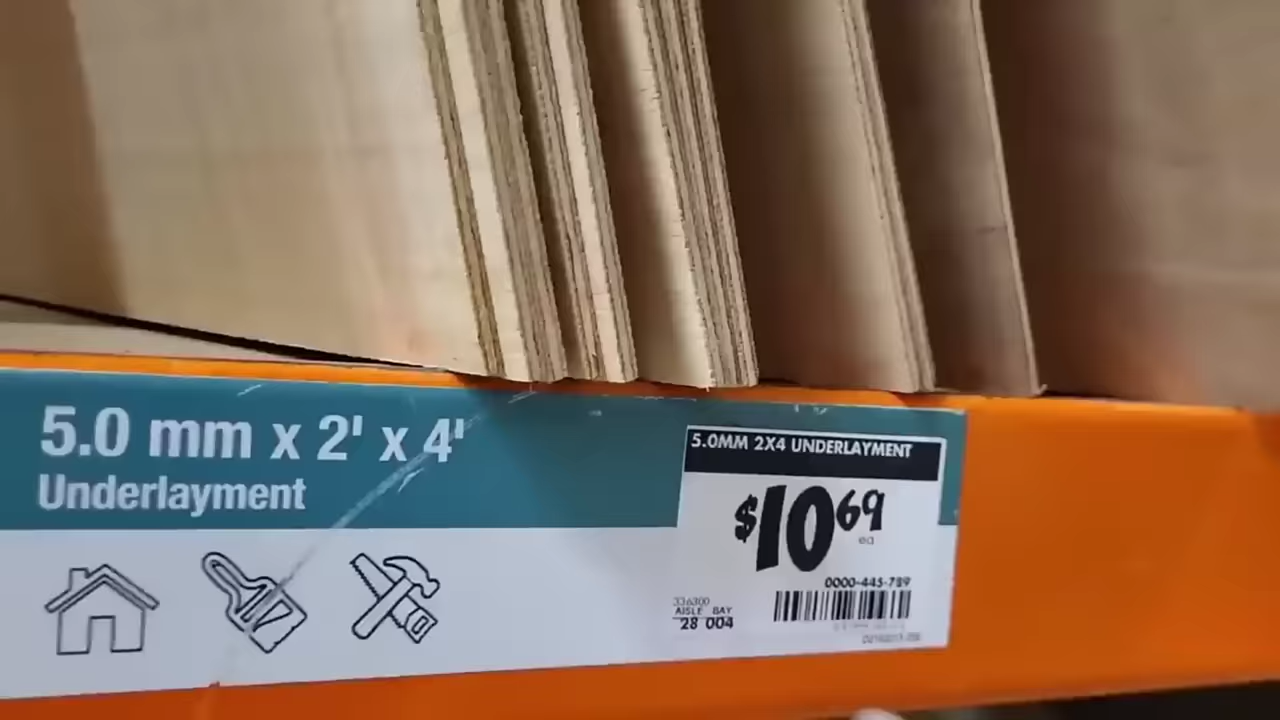 5.0 mm x 2' x 4'
Underlayment
5.0MM 2X4 UNDERLAYMENT
$10 69
ea
0000-445-789
336300
AISLE BAY
28 004